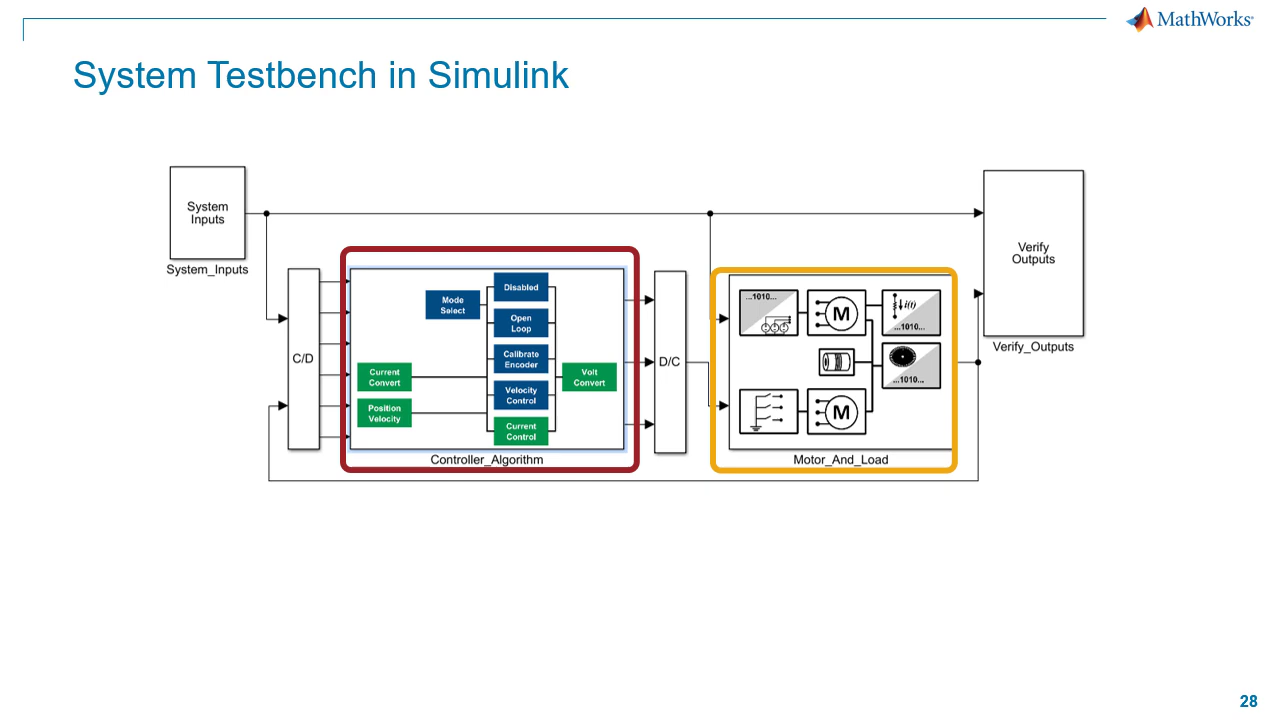 MathWorks
System Testbench in Simulink
System
Inputs
System_Inputs
C/D
Mode
Select
Disabled
Open
Loop
Calibrate
Encoder
Velocity
Control
Current
Control
Current
Convert
Position
Velocity
Volt
Convert
Controller_Algorithm
D/C
...1010...
M
i(t)
...1010...
...1010...
M
Motor_And_Load
Verify
Outputs
Verify_Outputs
28